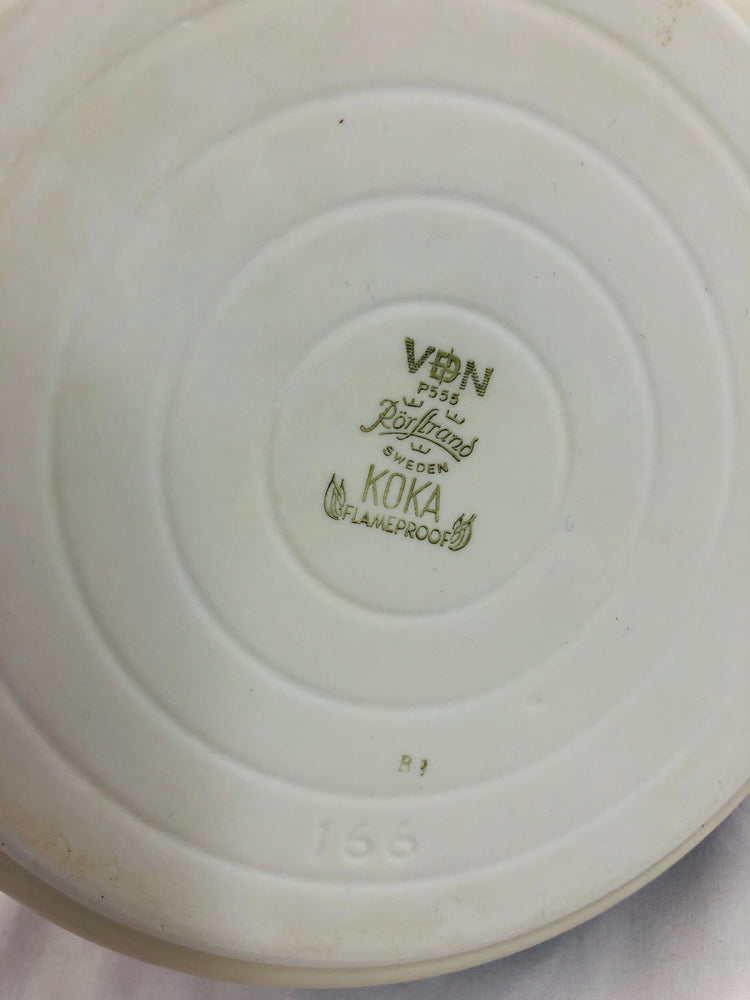 VDN
P555
Rörstrand
SWEDEN
KOKA
FLAMEPROOF
166